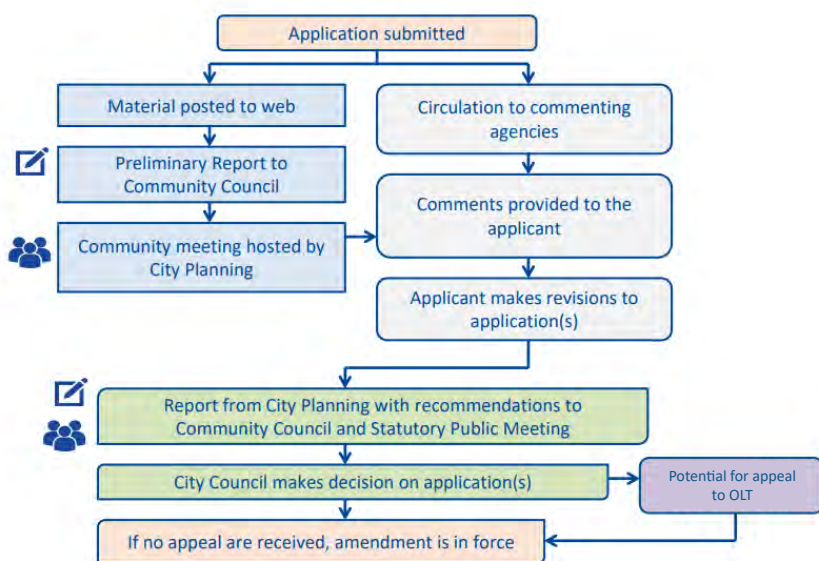 Application submitted
Material posted to web
Circulation to commenting
agencies
Preliminary Report to
Community Council
Comments provided to the
applicant
Community meeting hosted by
City Planning
Applicant makes revisions to
application(s)
Report from City Planning with recommendations to
Community Council and Statutory Public Meeting
City Council makes decision on application(s)
Potential for appeal
to OLT
If no appeal are received, amendment is in force